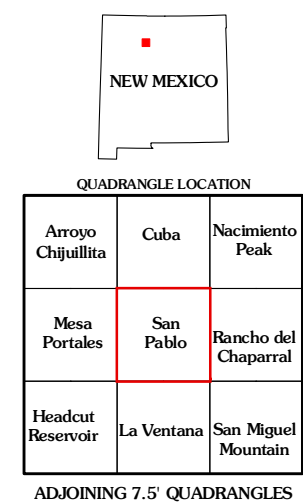 NEW MEXICO
QUADRANGLE LOCATION
Arroyo
Chijuillita
Cuba
Nacimiento
Peak
Mesa
Portales
San
Pablo
Rancho del
Chaparral
Headcut
Reservoir
La Ventana
San Miguel
Mountain
ADJOINING 7.5' QUADRANGLES